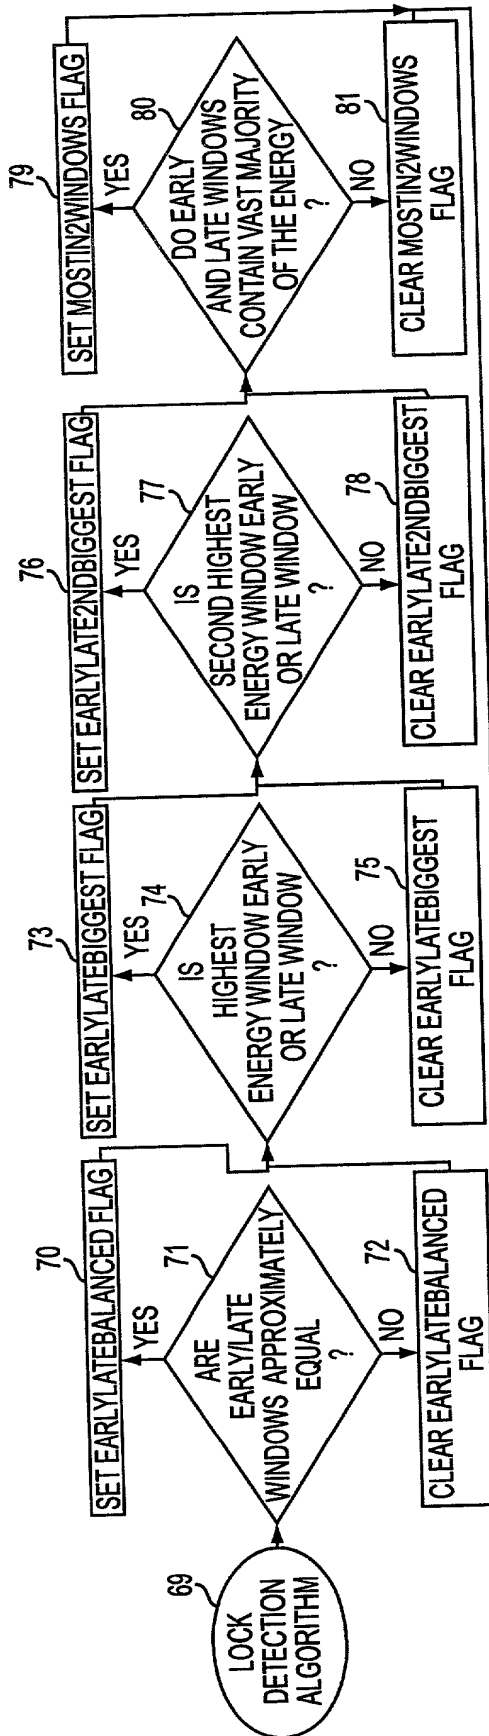 69
LOCK
DETECTION
ALGORITHM
70
SET EARLYLATEBALANCED FLAG
YES
71
ARE
EARLY/LATE
WINDOWS APPROXIMATELY
EQUAL
?
NO
72
CLEAR EARLYLATEBALANCED
FLAG
73
SET EARLYLATEBIGGEST FLAG
YES
74
IS
HIGHEST
ENERGY WINDOW EARLY
OR LATE WINDOW
?
NO
75
CLEAR EARLYLATEBIGGEST
FLAG
76
SET EARLYLATE2NDBIGGEST FLAG
YES
77
IS
SECOND HIGHEST
ENERGY WINDOW EARLY
OR LATE WINDOW
?
NO
78
CLEAR EARLYLATE2NDBIGGEST
FLAG
79
SET MOSTIN2WINDOWS FLAG
YES
80
DO EARLY
AND LATE WINDOWS
CONTAIN VAST MAJORITY
OF THE ENERGY
?
NO
81
CLEAR MOSTIN2WINDOWS
FLAG